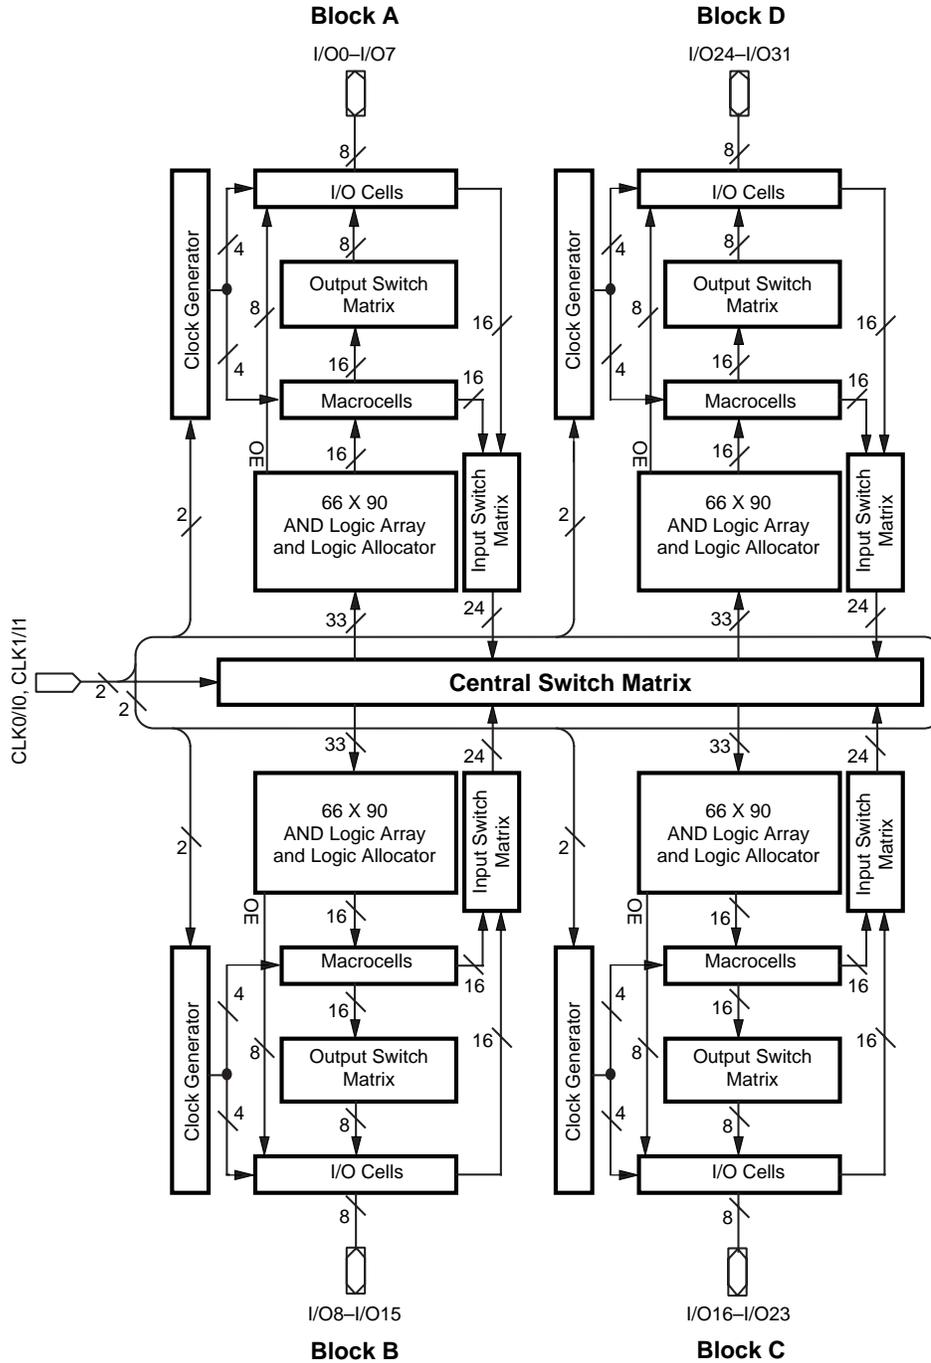 Block A
Block D
I/O0–I/O7
I/O24–I/O31
8
8
I/O Cells
I/O Cells
Clock Generator
4
8
8
Output Switch
Matrix
16
4
16
16
Macrocells
OE
16
66 X 90
AND Logic Array
and Logic Allocator
Input Switch
Matrix
2
33
24
Clock Generator
4
8
8
Output Switch
Matrix
16
4
16
16
Macrocells
OE
16
66 X 90
AND Logic Array
and Logic Allocator
Input Switch
Matrix
2
33
24
CLK0/I0, CLK1/I1
2
2
Central Switch Matrix
33
24
66 X 90
AND Logic Array
and Logic Allocator
Input Switch
Matrix
2
OE
16
Macrocells
16
Clock Generator
4
16
8
16
Output Switch
Matrix
4
8
I/O Cells
8
33
24
66 X 90
AND Logic Array
and Logic Allocator
Input Switch
Matrix
2
OE
16
Macrocells
16
Clock Generator
4
16
8
16
Output Switch
Matrix
4
8
I/O Cells
8
I/O8–I/O15
I/O16–I/O23
Block B
Block C